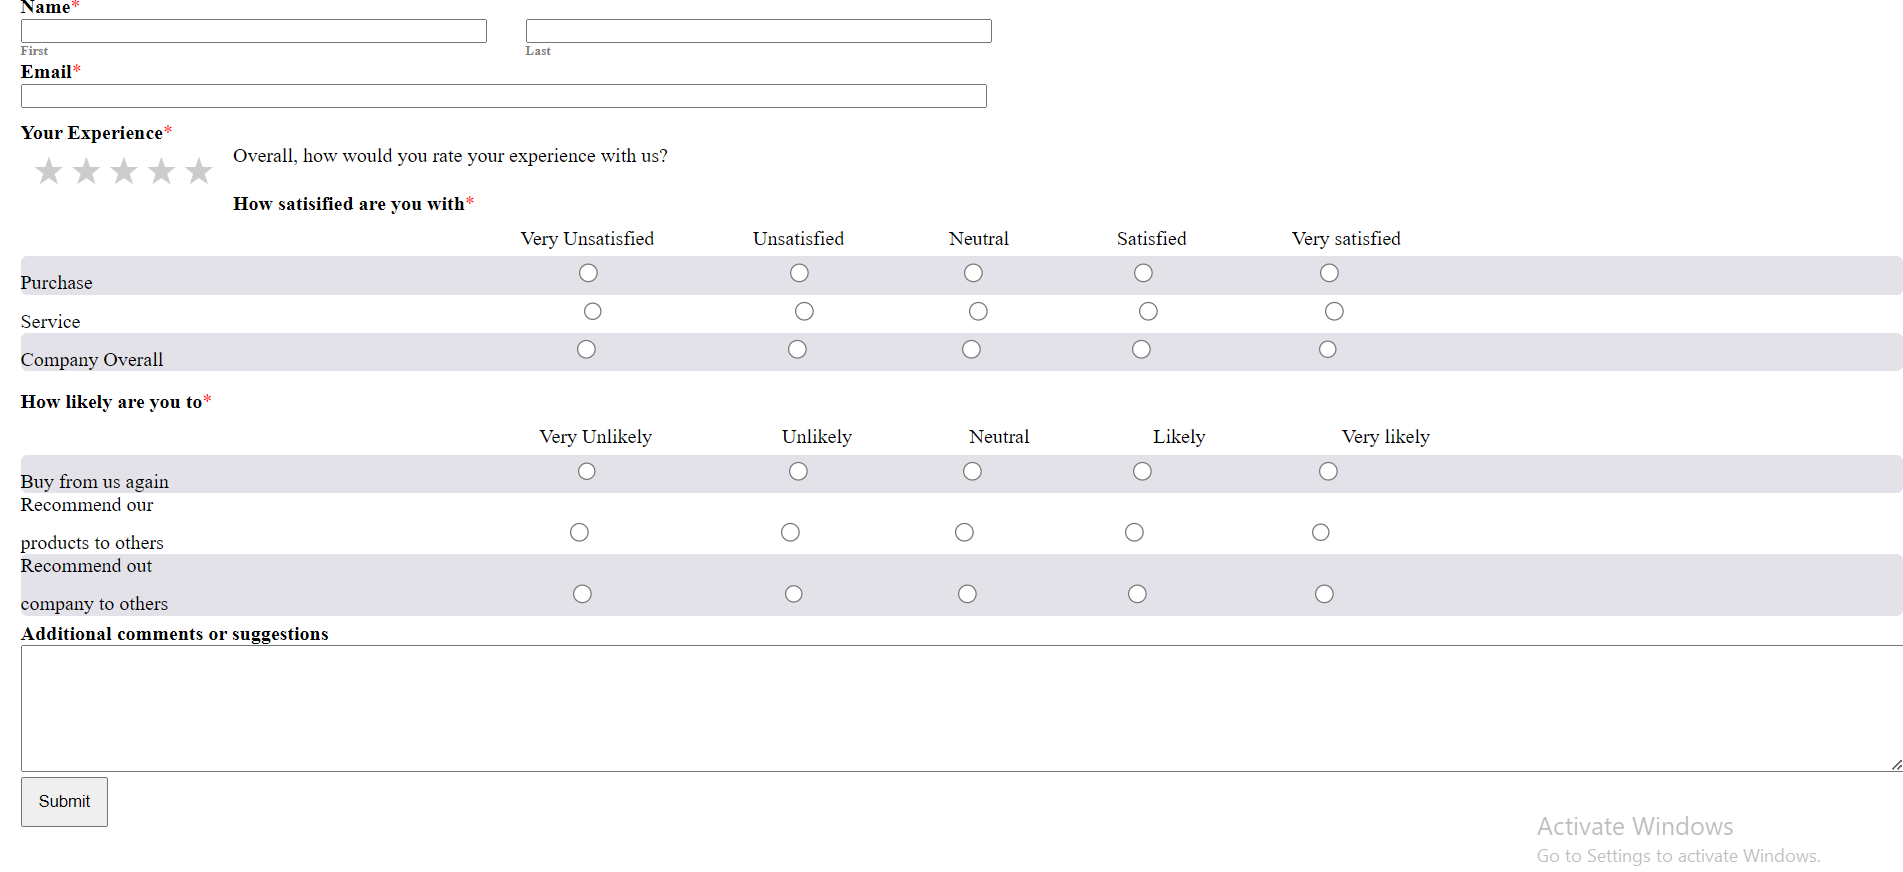 Name*
First Last
Email*
Your Experience*
Overall, how would you rate your experience with us?
How satisified are you with*
Very Unsatisfied Unsatisfied Neutral Satisfied Very satisfied
Purchase
Service
Company Overall
How likely are you to*
Very Unlikely Unlikely Neutral Likely Very likely
Buy from us again
Recommend our
products to others
Recommend out
company to others
Additional comments or suggestions
Submit
Activate Windows
Go to Settings to activate Windows.